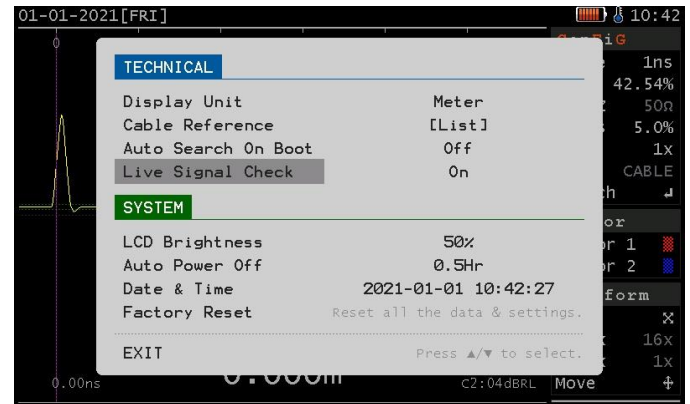 01-01-2021[FRI]
10:42
0
TECHNICAL
Display Unit Meter
Cable Reference [List]
Auto Search On Boot Off
Live Signal Check On
SYSTEM
LCD Brightness 50%
Auto Power Off 0.5Hr
Date & Time 2021-01-01 10:42:27
Factory Reset Reset all the data & settings.
EXIT Press ▲/▼ to select.
1ns
42.54%
50Ω
5.0%
1x
CABLE
16x
1x
Move
0.00ns
0.000m
C2:04dBRL